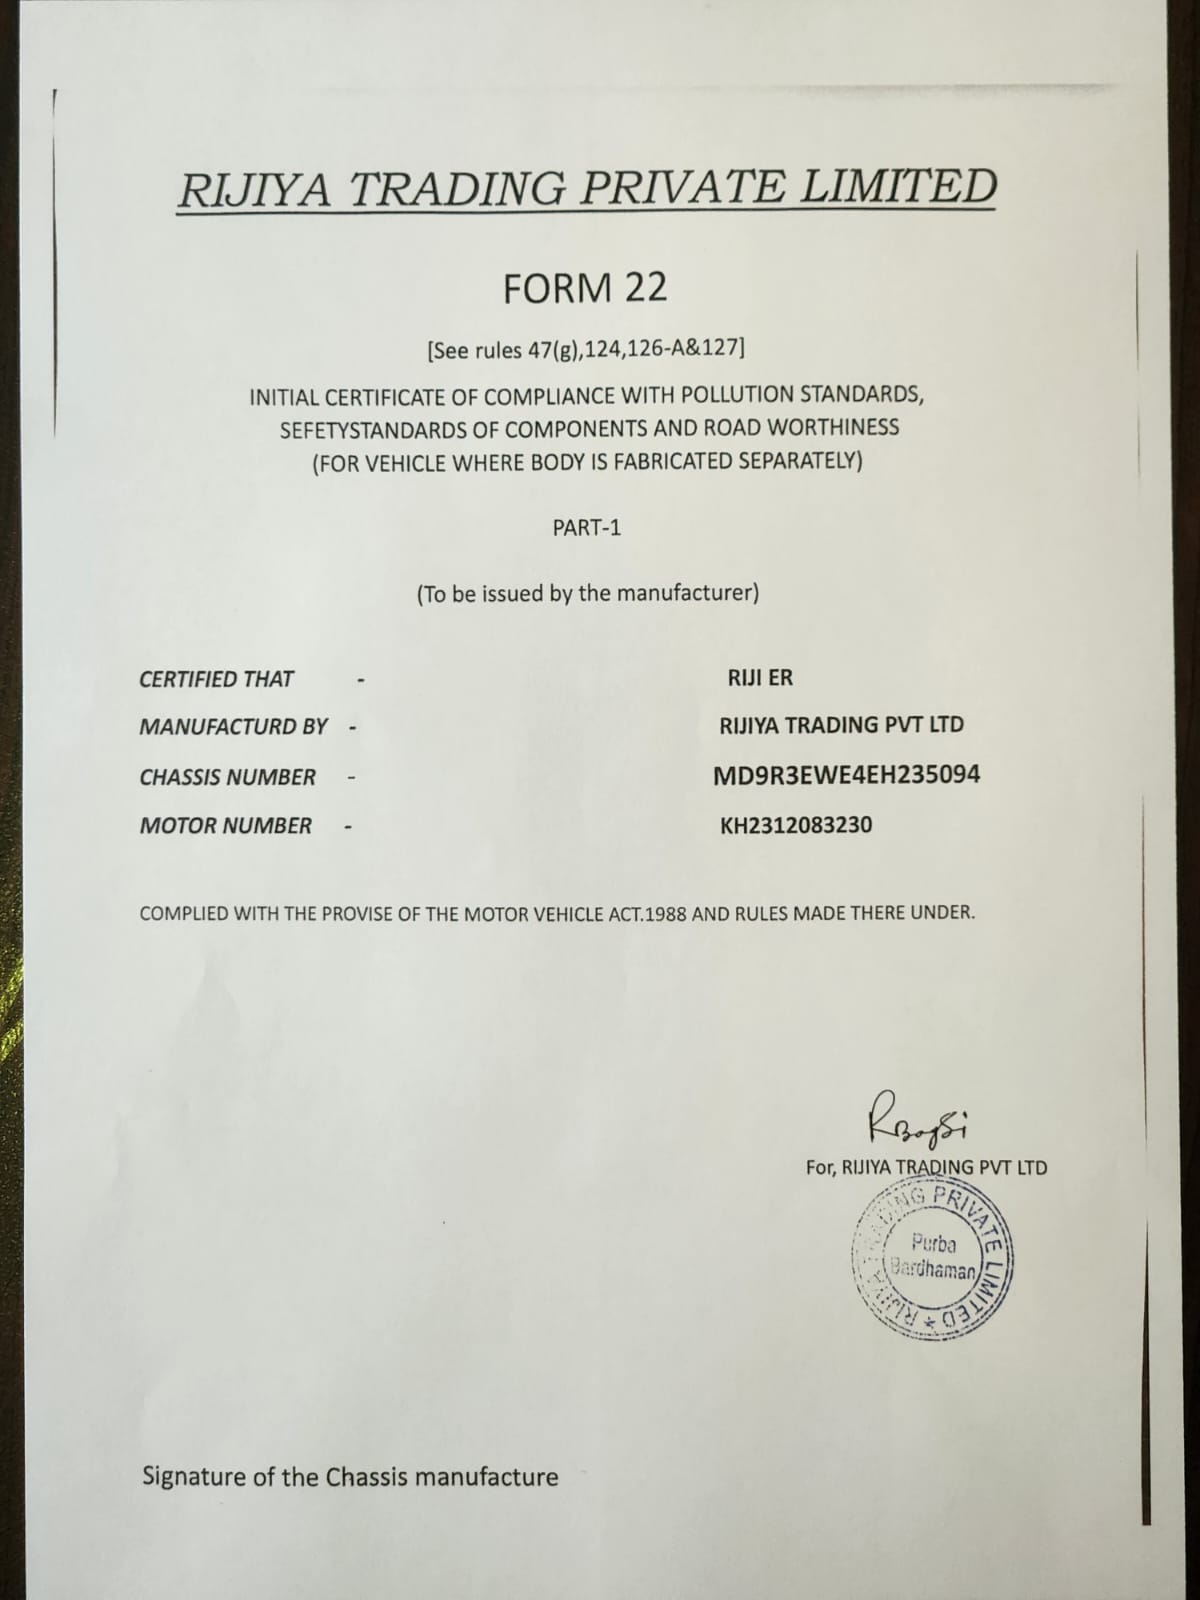 RIJIYA TRADING PRIVATE LIMITED
FORM 22
[See rules 47(g),124,126-A&127]
INITIAL CERTIFICATE OF COMPLIANCE WITH POLLUTION STANDARDS,
SEFETYSTANDARDS OF COMPONENTS AND ROAD WORTHINESS
(FOR VEHICLE WHERE BODY IS FABRICATED SEPARATELY)
PART-1
(To be issued by the manufacturer)
CERTIFIED THAT - RIJI ER
MANUFACTURD BY - RIJIYA TRADING PVT LTD
CHASSIS NUMBER - MD9R3EWE4EH235094
MOTOR NUMBER - KH2312083230
COMPLIED WITH THE PROVISE OF THE MOTOR VEHICLE ACT.1988 AND RULES MADE THERE UNDER.
For, RIJIYA TRADING PVT LTD
RIJIYA TRADING PRIVATE LIMITED
Purba
Bardhaman
Signature of the Chassis manufacture